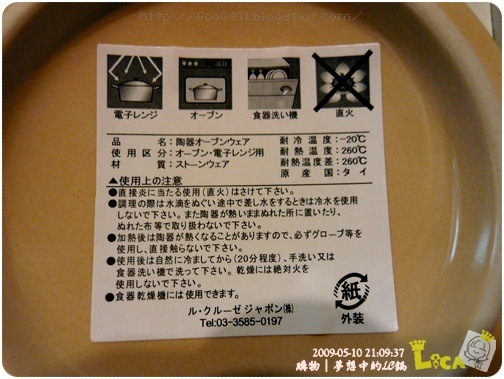 http://lica0811.blogspot.com/
電子レンジ
オーブン
食器洗い機
直火
品　　名：陶器オーブンウェア
使用区分：オーブン・電子レンジ用
材　　質：ストーンウェア
耐冷温度：-20℃
耐熱温度：260℃
耐熱温度差：260℃
原産国：タイ
▲使用上の注意
●直接炎に当たる使用(直火)はさけて下さい。
●調理の際は水滴をぬぐい途中で差し水をするときは冷水を使用
しないで下さい。また陶器が熱いままぬれた所に置いたり、
ぬれた布等で取り扱わないで下さい。
●加熱後は陶器が熱くなることがありますので、必ずグローブ等を
使用し、直接触らないで下さい。
●使用後は自然に冷ましてから(20分程度)、手洗い又は
食器洗い機で洗って下さい。乾燥には絶対火を
使用しないで下さい。
●食器乾燥機には使用できます。
紙
外装
ル・クルーゼジャポン(株)
Tel:03-3585-0197
2009-05-10 21:09:37
購物｜夢想中的LC鍋
LiCA